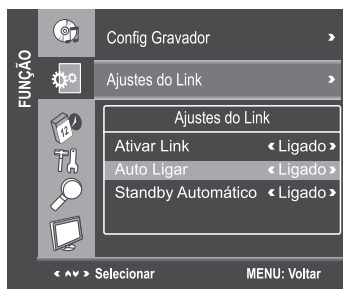 FUNÇÃO
Config Gravador ›
Ajustes do Link ›
Ajustes do Link
Ativar Link ‹ Ligado ›
Auto Ligar ‹ Ligado ›
Standby Automático ‹ Ligado ›
12
Selecionar MENU: Voltar